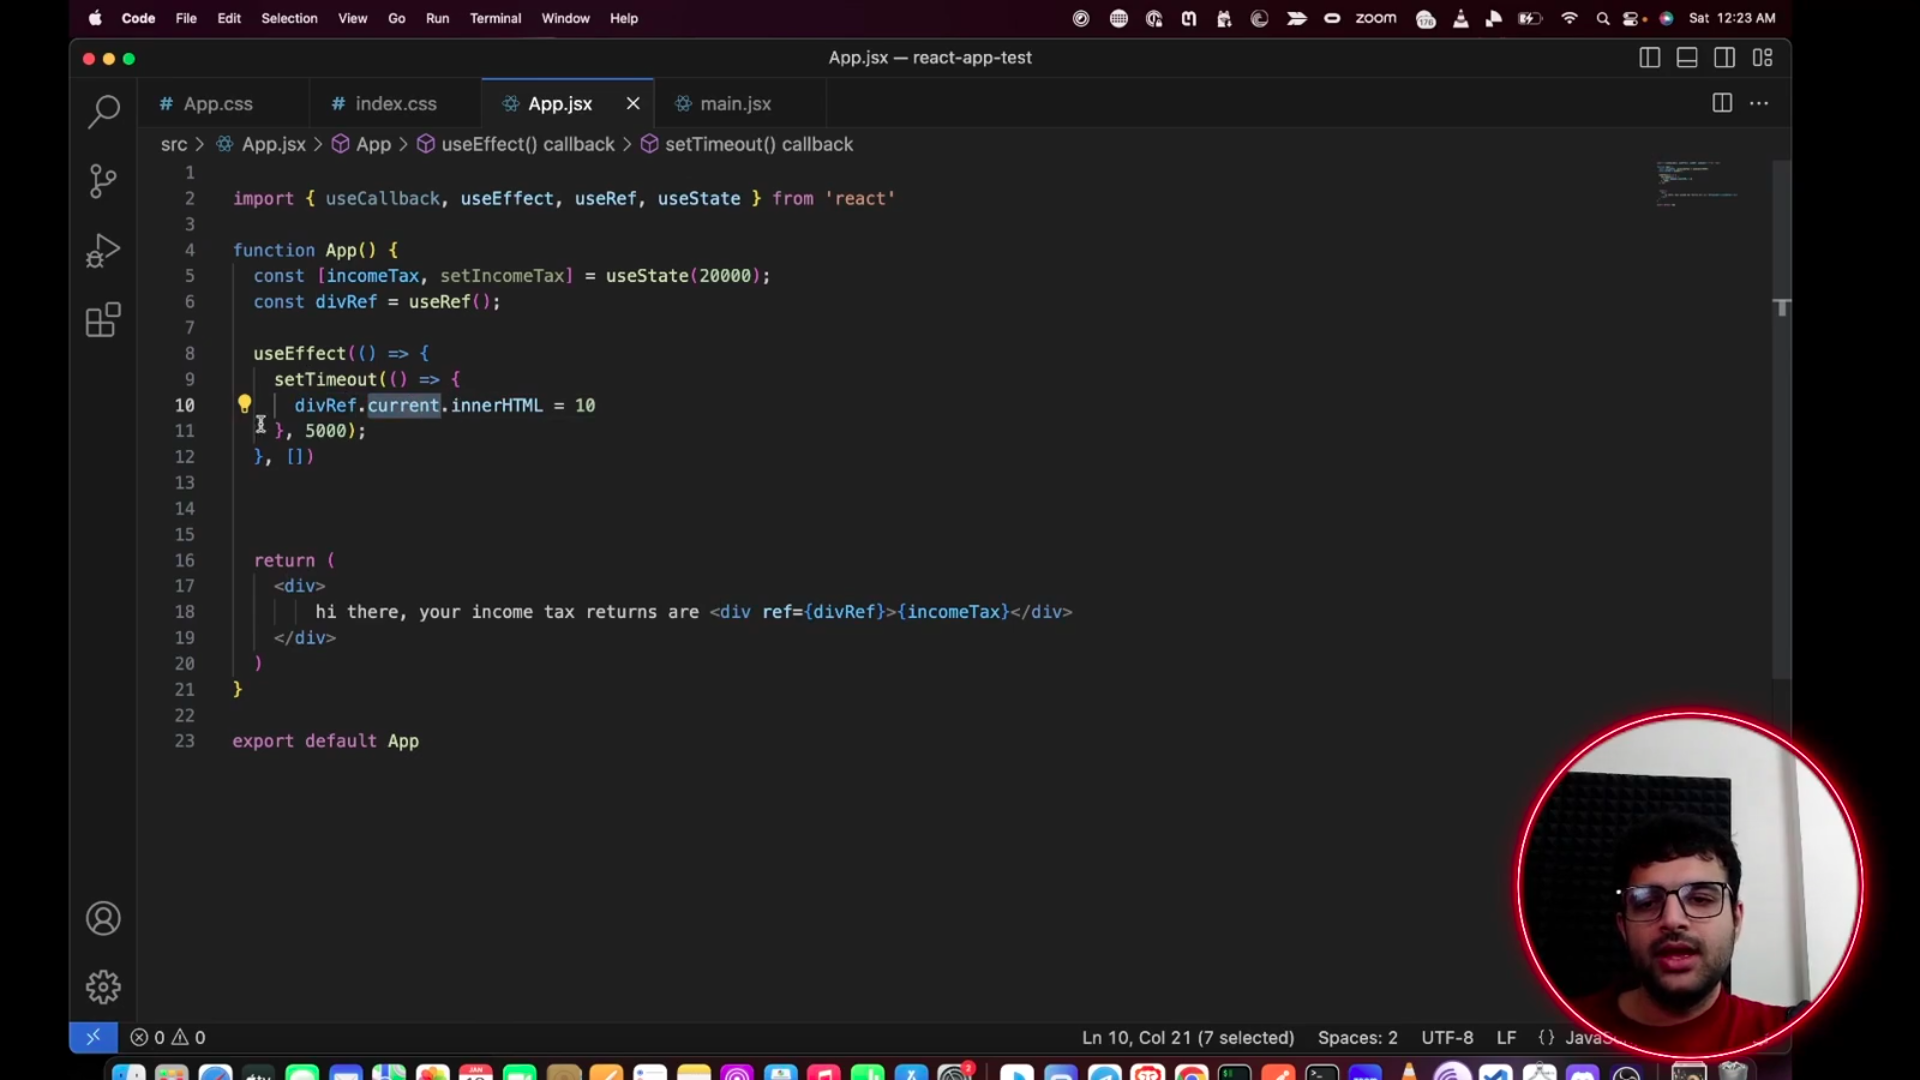 Code File Edit Selection View Go Run Terminal Window Help zoom 176 Sat 12:23 AM
App.jsx — react-app-test
# App.css # index.css App.jsx main.jsx
src > App.jsx > App > useEffect() callback > setTimeout() callback
1
2 import { useCallback, useEffect, useRef, useState } from 'react'
3
4 function App() {
5 const [incomeTax, setIncomeTax] = useState(20000);
6 const divRef = useRef();
7
8 useEffect(() => {
9 setTimeout(() => {
10 divRef.current.innerHTML = 10
11 }, 5000);
12 }, [])
13
14
15
16 return (
17 <div>
18 hi there, your income tax returns are <div ref={divRef}>{incomeTax}</div>
19 </div>
20 )
21 }
22
23 export default App
0 0 Ln 10, Col 21 (7 selected) Spaces: 2 UTF-8 LF {}
JAN 2